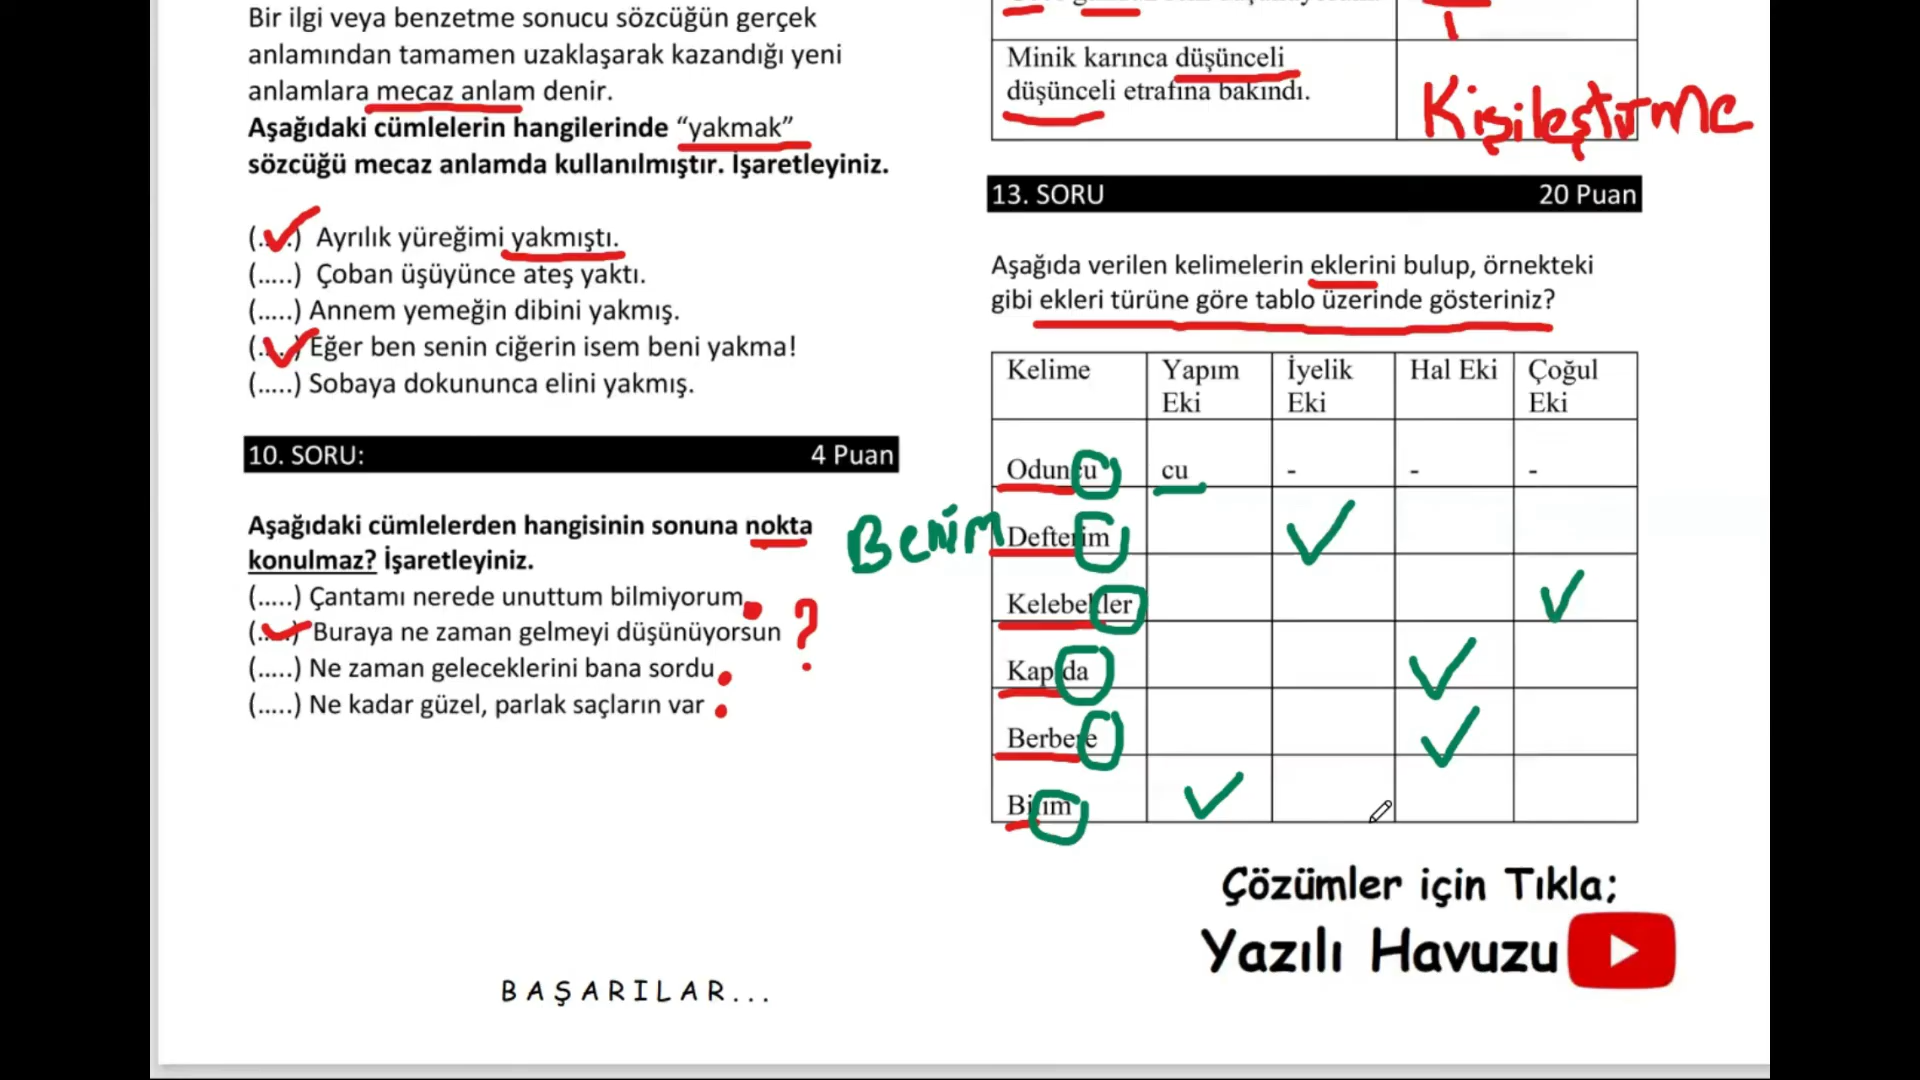 Bir ilgi veya benzetme sonucu sözcüğün gerçek
anlamından tamamen uzaklaşarak kazandığı yeni
anlamlara mecaz anlam denir.
Aşağıdaki cümlelerin hangilerinde “yakmak”
sözcüğü mecaz anlamda kullanılmıştır. İşaretleyiniz.
(.....) Ayrılık yüreğimi yakmıştı.
(.....) Çoban üşüyünce ateş yaktı.
(.....) Annem yemeğin dibini yakmış.
(.....) Eğer ben senin ciğerin isem beni yakma!
(.....) Sobaya dokununca elini yakmış.
10. SORU: 4 Puan
Aşağıdaki cümlelerden hangisinin sonuna nokta
konulmaz? İşaretleyiniz.
(.....) Çantamı nerede unuttum bilmiyorum.
(.....) Buraya ne zaman gelmeyi düşünüyorsun ?
(.....) Ne zaman geleceklerini bana sordu.
(.....) Ne kadar güzel, parlak saçların var .
BAŞARILAR...
Minik karınca düşünceli
düşünceli etrafına bakındı.
Kişileştirme
13. SORU 20 Puan
Aşağıda verilen kelimelerin eklerini bulup, örnekteki
gibi ekleri türüne göre tablo üzerinde gösteriniz?
Kelime Yapım Eki İyelik Eki Hal Eki Çoğul Eki
Oduncu cu - - -
Benim Defterim
Kelebekler
Kapıda
Berbere
Bilim
Çözümler için Tıkla;
Yazılı Havuzu